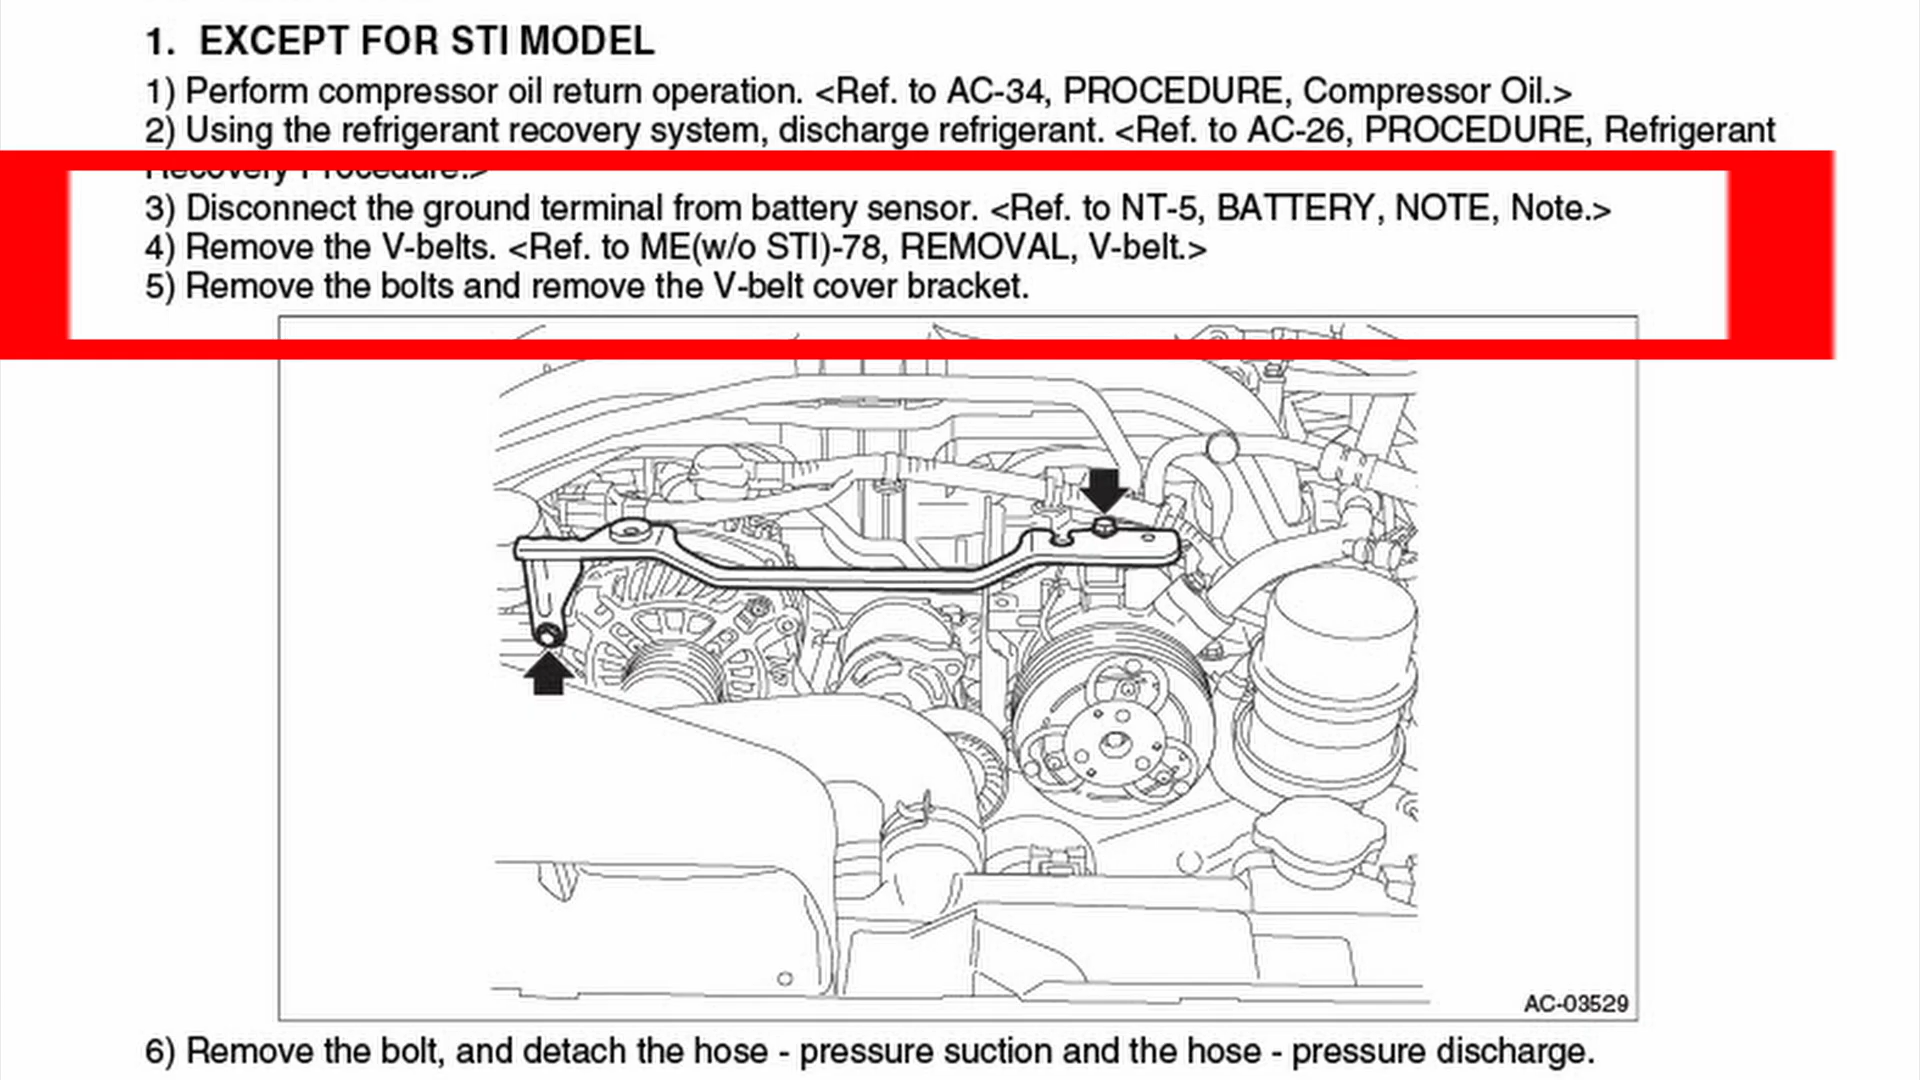 1. EXCEPT FOR STI MODEL
1) Perform compressor oil return operation. <Ref. to AC-34, PROCEDURE, Compressor Oil.>
2) Using the refrigerant recovery system, discharge refrigerant. <Ref. to AC-26, PROCEDURE, Refrigerant
Recovery Procedure.>
3) Disconnect the ground terminal from battery sensor. <Ref. to NT-5, BATTERY, NOTE, Note.>
4) Remove the V-belts. <Ref. to ME(w/o STI)-78, REMOVAL, V-belt.>
5) Remove the bolts and remove the V-belt cover bracket.
AC-03529
6) Remove the bolt, and detach the hose - pressure suction and the hose - pressure discharge.